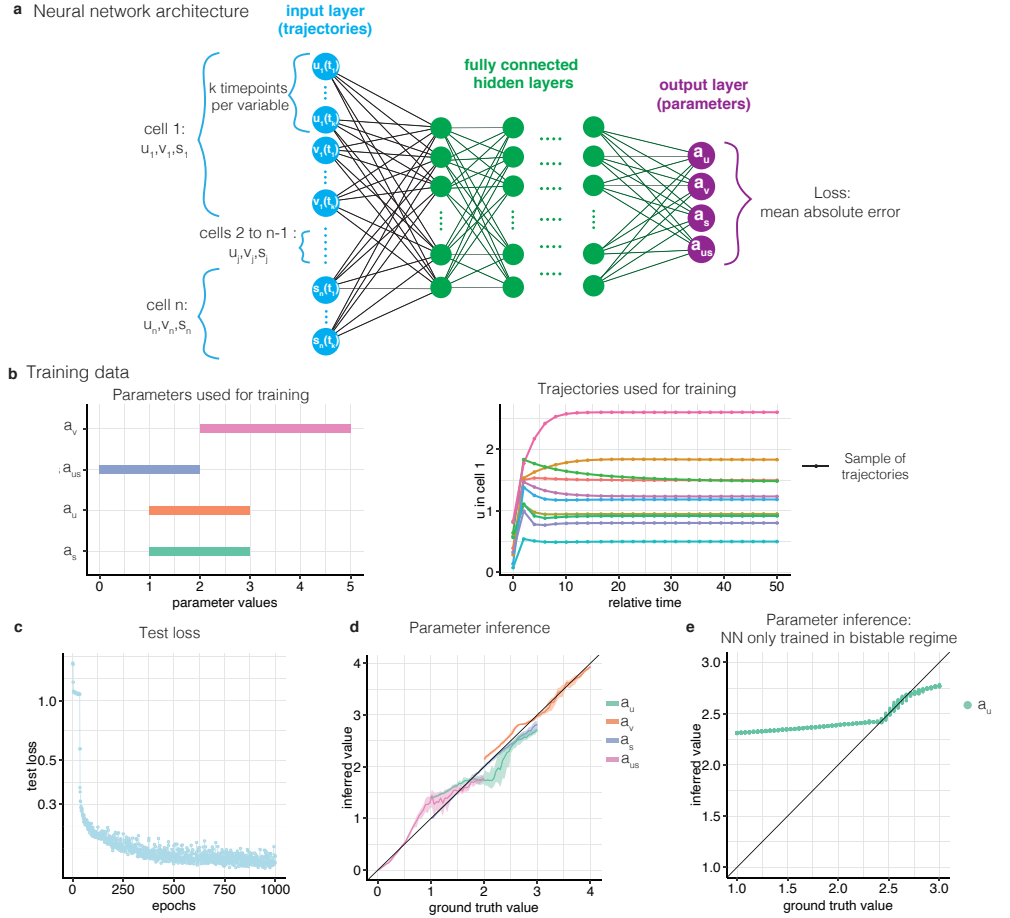 a Neural network architecture
input layer
(trajectories)
fully connected
hidden layers
output layer
(parameters)
k timepoints
per variable
cell 1:
u1,v1,s1
cells 2 to n-1 :
uj,vj,sj
cell n:
un,vn,sn
u1(t1)
u1(tk)
v1(t1)
v1(tk)
sn(t1)
sn(tk)
au
av
as
aus
Loss:
mean absolute error
b Training data
Parameters used for training
av
aus
au
as
0 1 2 3 4 5
parameter values
Trajectories used for training
u in cell 1
2
1
0
0 10 20 30 40 50
relative time
Sample of
trajectories
c Test loss
test loss
1.0
0.5
0.3
0 250 500 750 1000
epochs
d Parameter inference
inferred value
4
3
2
1
0
0 1 2 3 4
ground truth value
au
av
as
aus
e Parameter inference:
NN only trained in bistable regime
inferred value
3.0
2.5
2.0
1.5
1.0
1.0 1.5 2.0 2.5 3.0
ground truth value
au